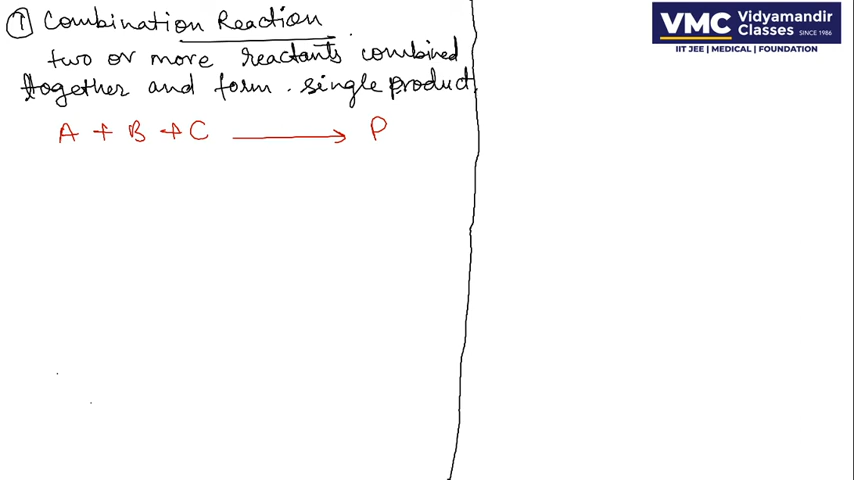 ① Combination Reaction
two or more reactants combined
together and form single product.
A + B + C ⟶ P
VMC Vidyamandir Classes SINCE 1986
IIT JEE | MEDICAL | FOUNDATION